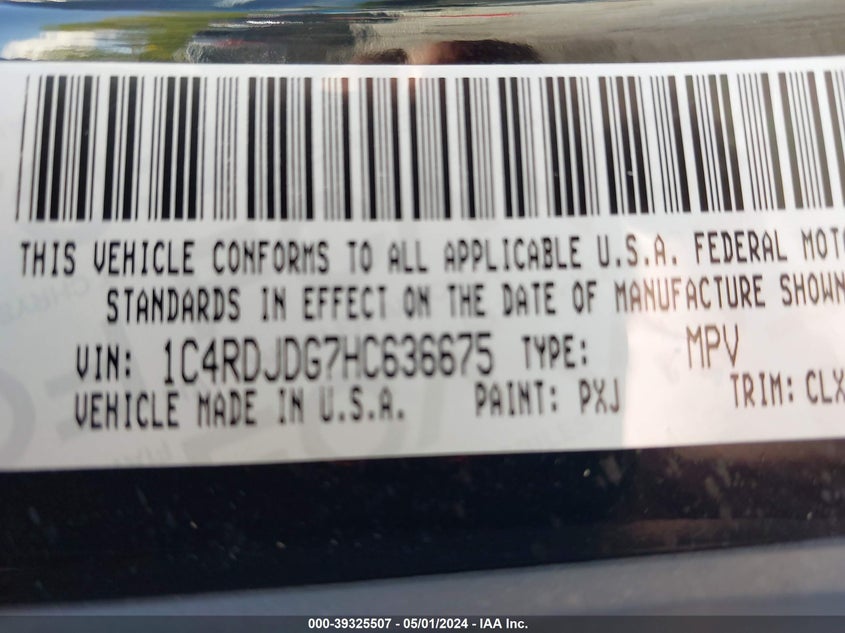 THIS VEHICLE CONFORMS TO ALL APPLICABLE U.S.A. FEDERAL MOTO
STANDARDS IN EFFECT ON THE DATE OF MANUFACTURE SHOWN
VIN: 1C4RDJDG7HC636675 TYPE: MPV
VEHICLE MADE IN U.S.A. PAINT: PXJ TRIM: CLX
000-39325507 / 05/01/2024 - IAA Inc.